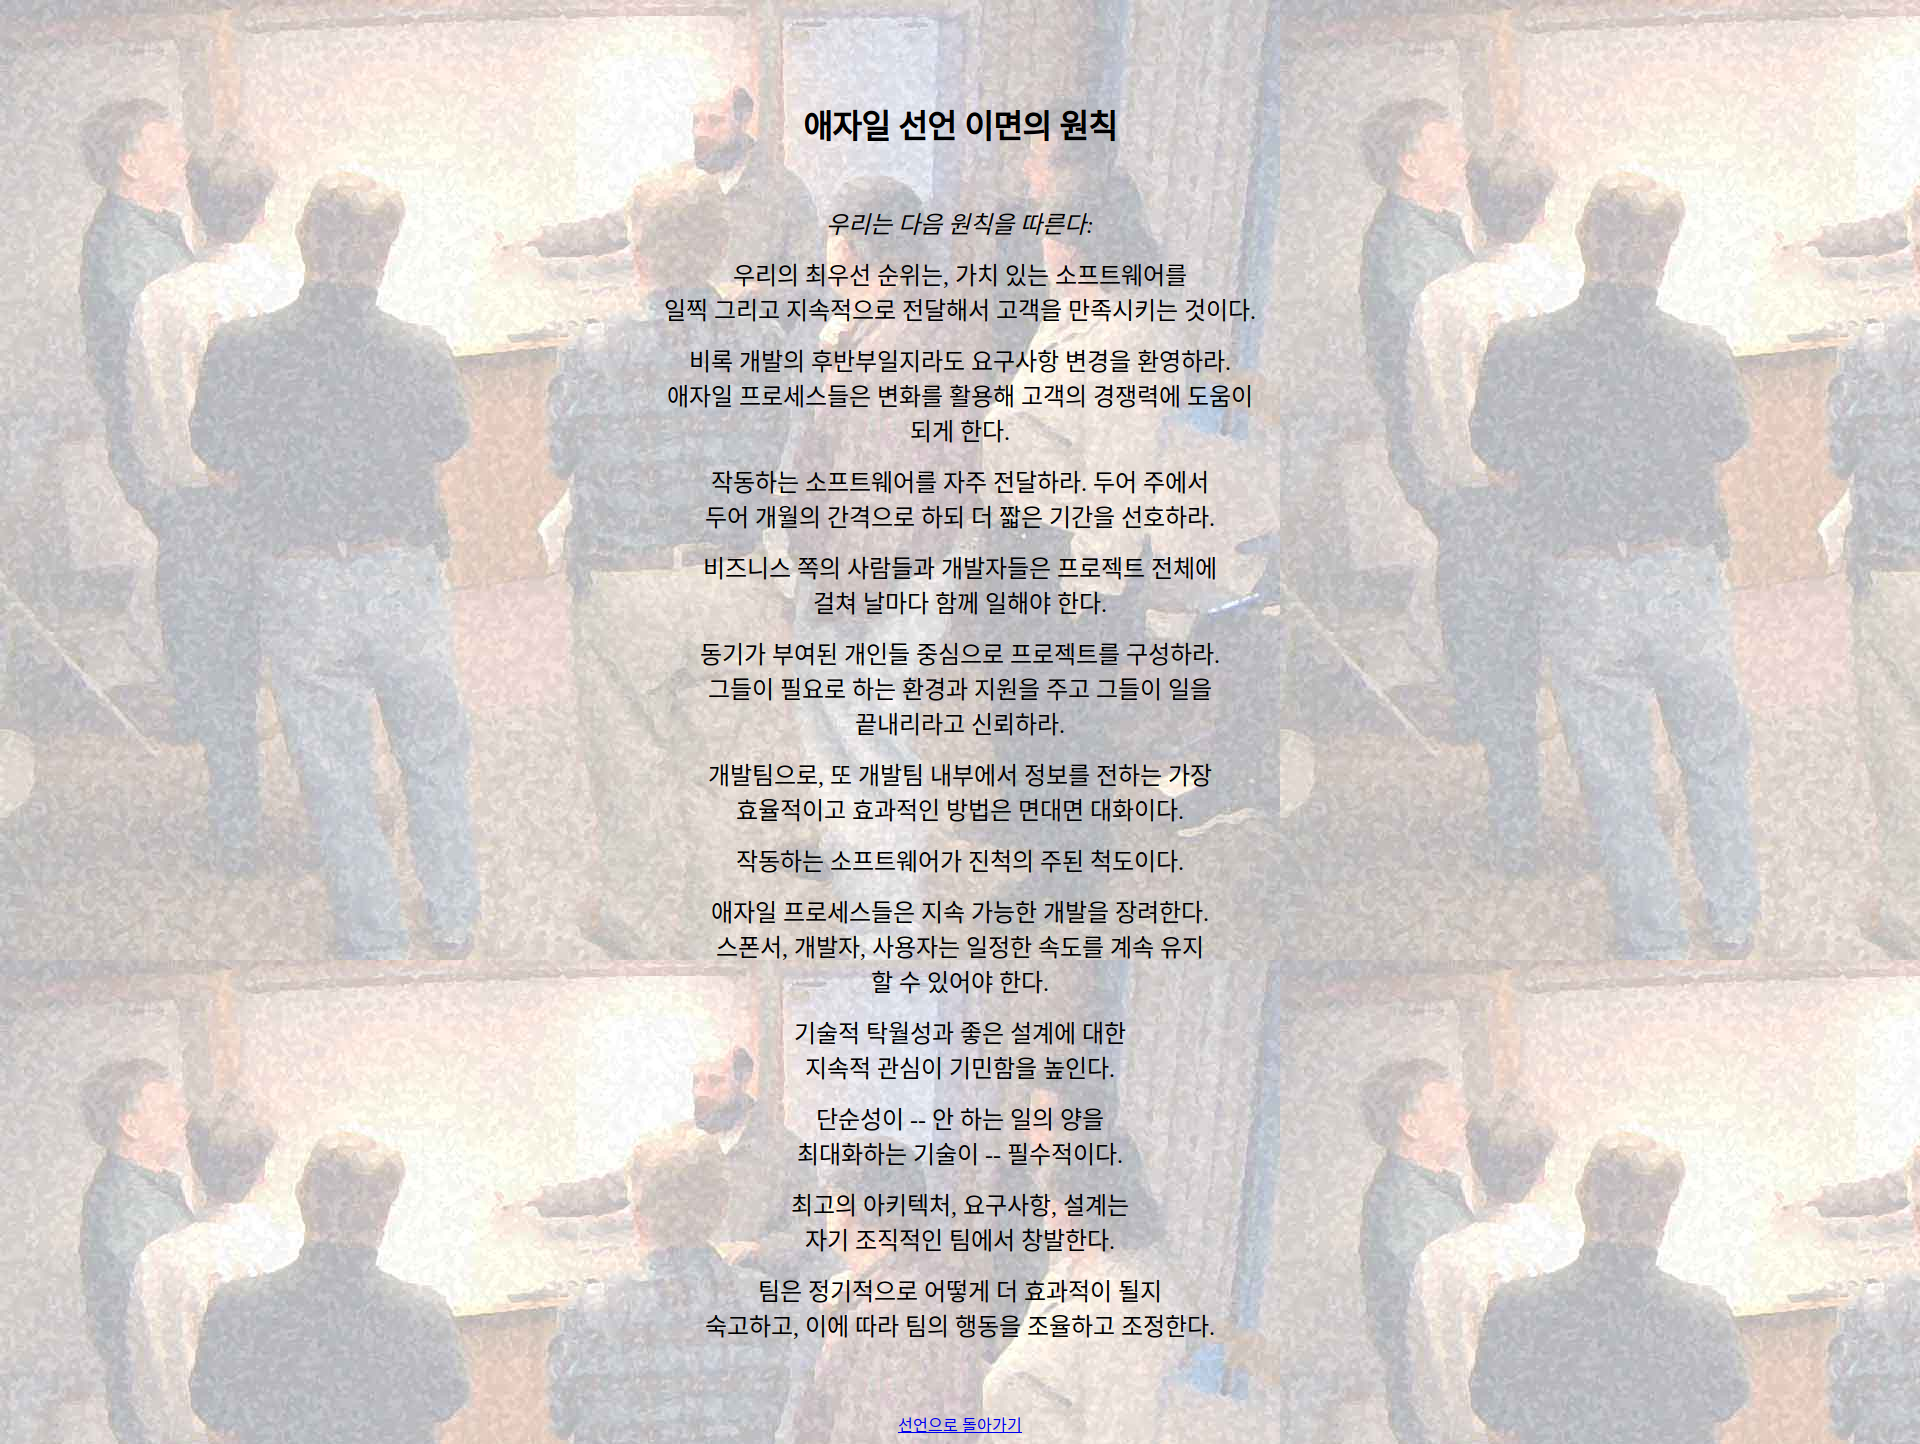 애자일 선언 이면의 원칙
우리는 다음 원칙을 따른다:
우리의 최우선 순위는, 가치 있는 소프트웨어를
일찍 그리고 지속적으로 전달해서 고객을 만족시키는 것이다.
비록 개발의 후반부일지라도 요구사항 변경을 환영하라.
애자일 프로세스들은 변화를 활용해 고객의 경쟁력에 도움이
되게 한다.
작동하는 소프트웨어를 자주 전달하라. 두어 주에서
두어 개월의 간격으로 하되 더 짧은 기간을 선호하라.
비즈니스 쪽의 사람들과 개발자들은 프로젝트 전체에
걸쳐 날마다 함께 일해야 한다.
동기가 부여된 개인들 중심으로 프로젝트를 구성하라.
그들이 필요로 하는 환경과 지원을 주고 그들이 일을
끝내리라고 신뢰하라.
개발팀으로, 또 개발팀 내부에서 정보를 전하는 가장
효율적이고 효과적인 방법은 면대면 대화이다.
작동하는 소프트웨어가 진척의 주된 척도이다.
애자일 프로세스들은 지속 가능한 개발을 장려한다.
스폰서, 개발자, 사용자는 일정한 속도를 계속 유지
할 수 있어야 한다.
기술적 탁월성과 좋은 설계에 대한
지속적 관심이 기민함을 높인다.
단순성이 -- 안 하는 일의 양을
최대화하는 기술이 -- 필수적이다.
최고의 아키텍처, 요구사항, 설계는
자기 조직적인 팀에서 창발한다.
팀은 정기적으로 어떻게 더 효과적이 될지
숙고하고, 이에 따라 팀의 행동을 조율하고 조정한다.
선언으로 돌아가기